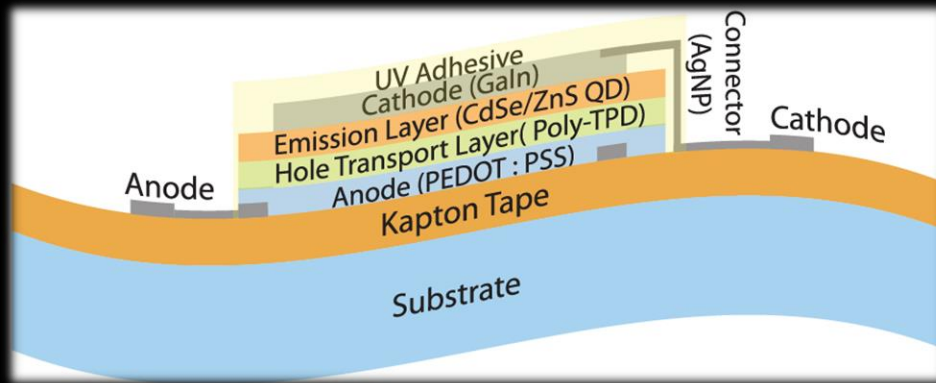 UV Adhesive
Cathode (GaIn)
Emission Layer (CdSe/ZnS QD)
Hole Transport Layer( Poly-TPD)
Anode (PEDOT : PSS)
Connector
(AgNP)
Cathode
Anode
Kapton Tape
Substrate